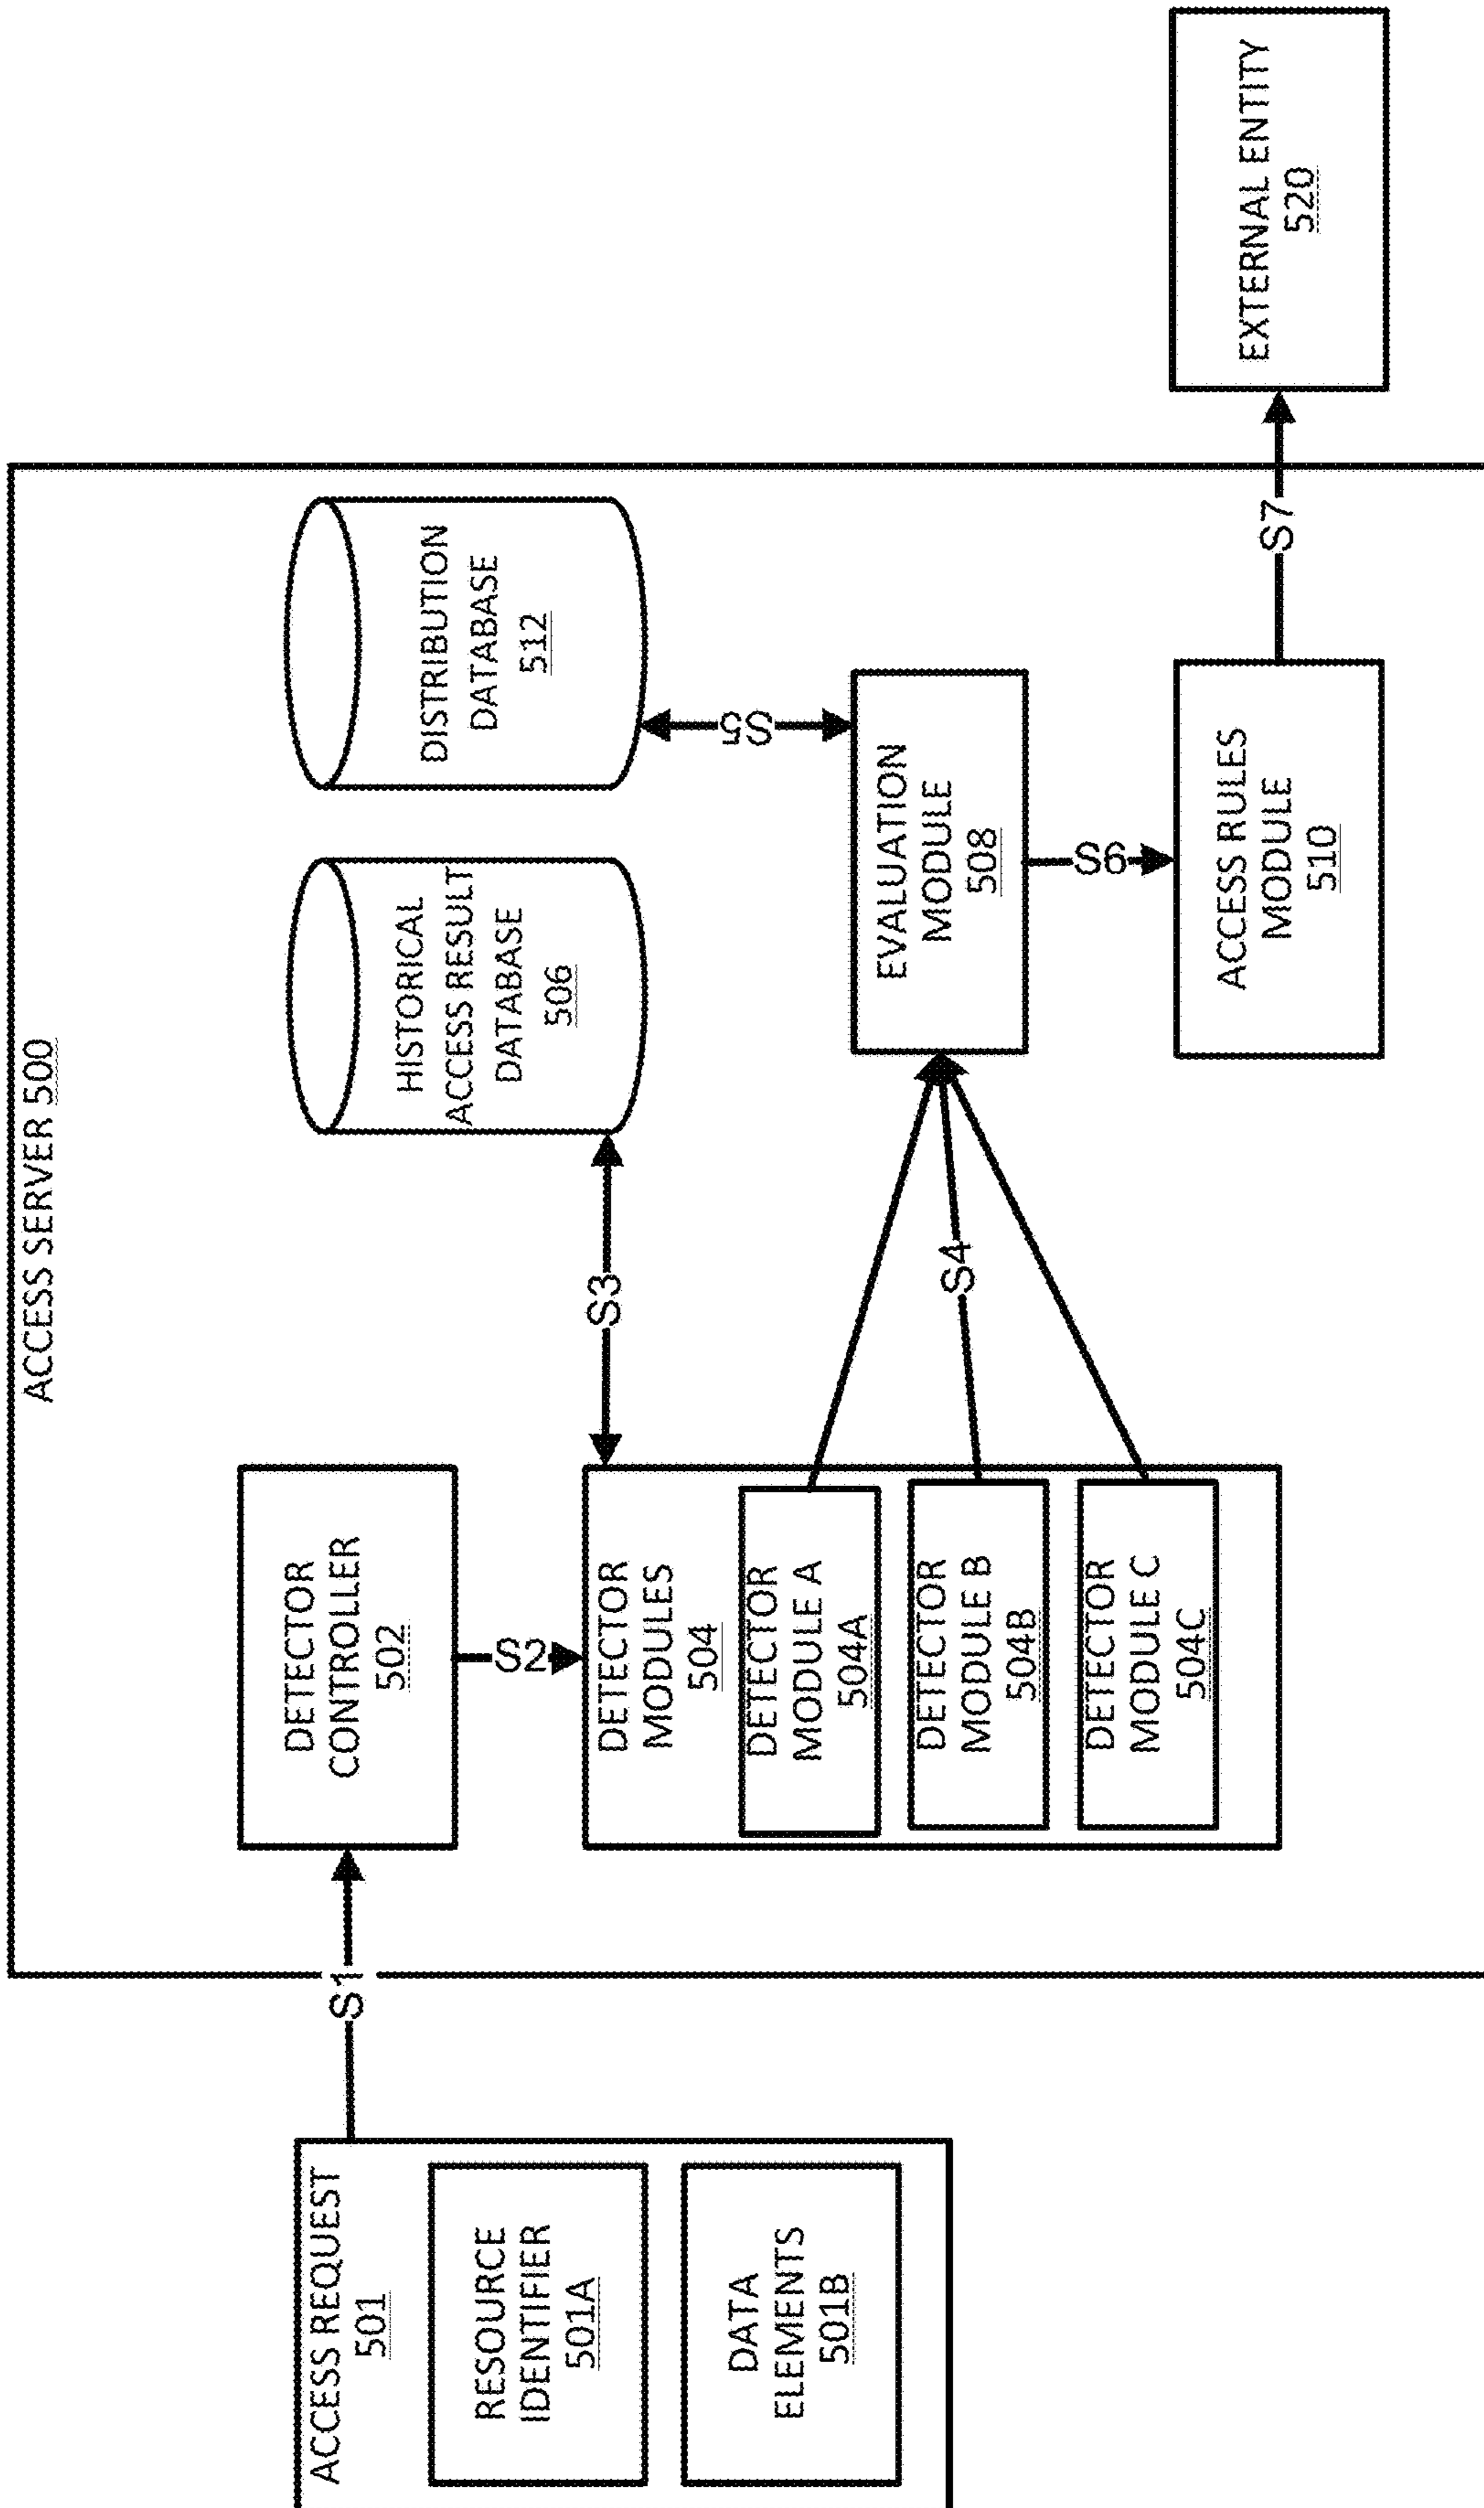 ACCESS REQUEST
501
RESOURCE
IDENTIFIER
501A
DATA
ELEMENTS
501B
S1
ACCESS SERVER 500
DETECTOR
CONTROLLER
502
S2
DETECTOR
MODULES
504
DETECTOR
MODULE A
504A
DETECTOR
MODULE B
504B
DETECTOR
MODULE C
504C
S3
S4
HISTORICAL
ACCESS RESULT
DATABASE
506
DISTRIBUTION
DATABASE
512
S5
EVALUATION
MODULE
508
S6
ACCESS RULES
MODULE
510
S7
EXTERNAL ENTITY
520